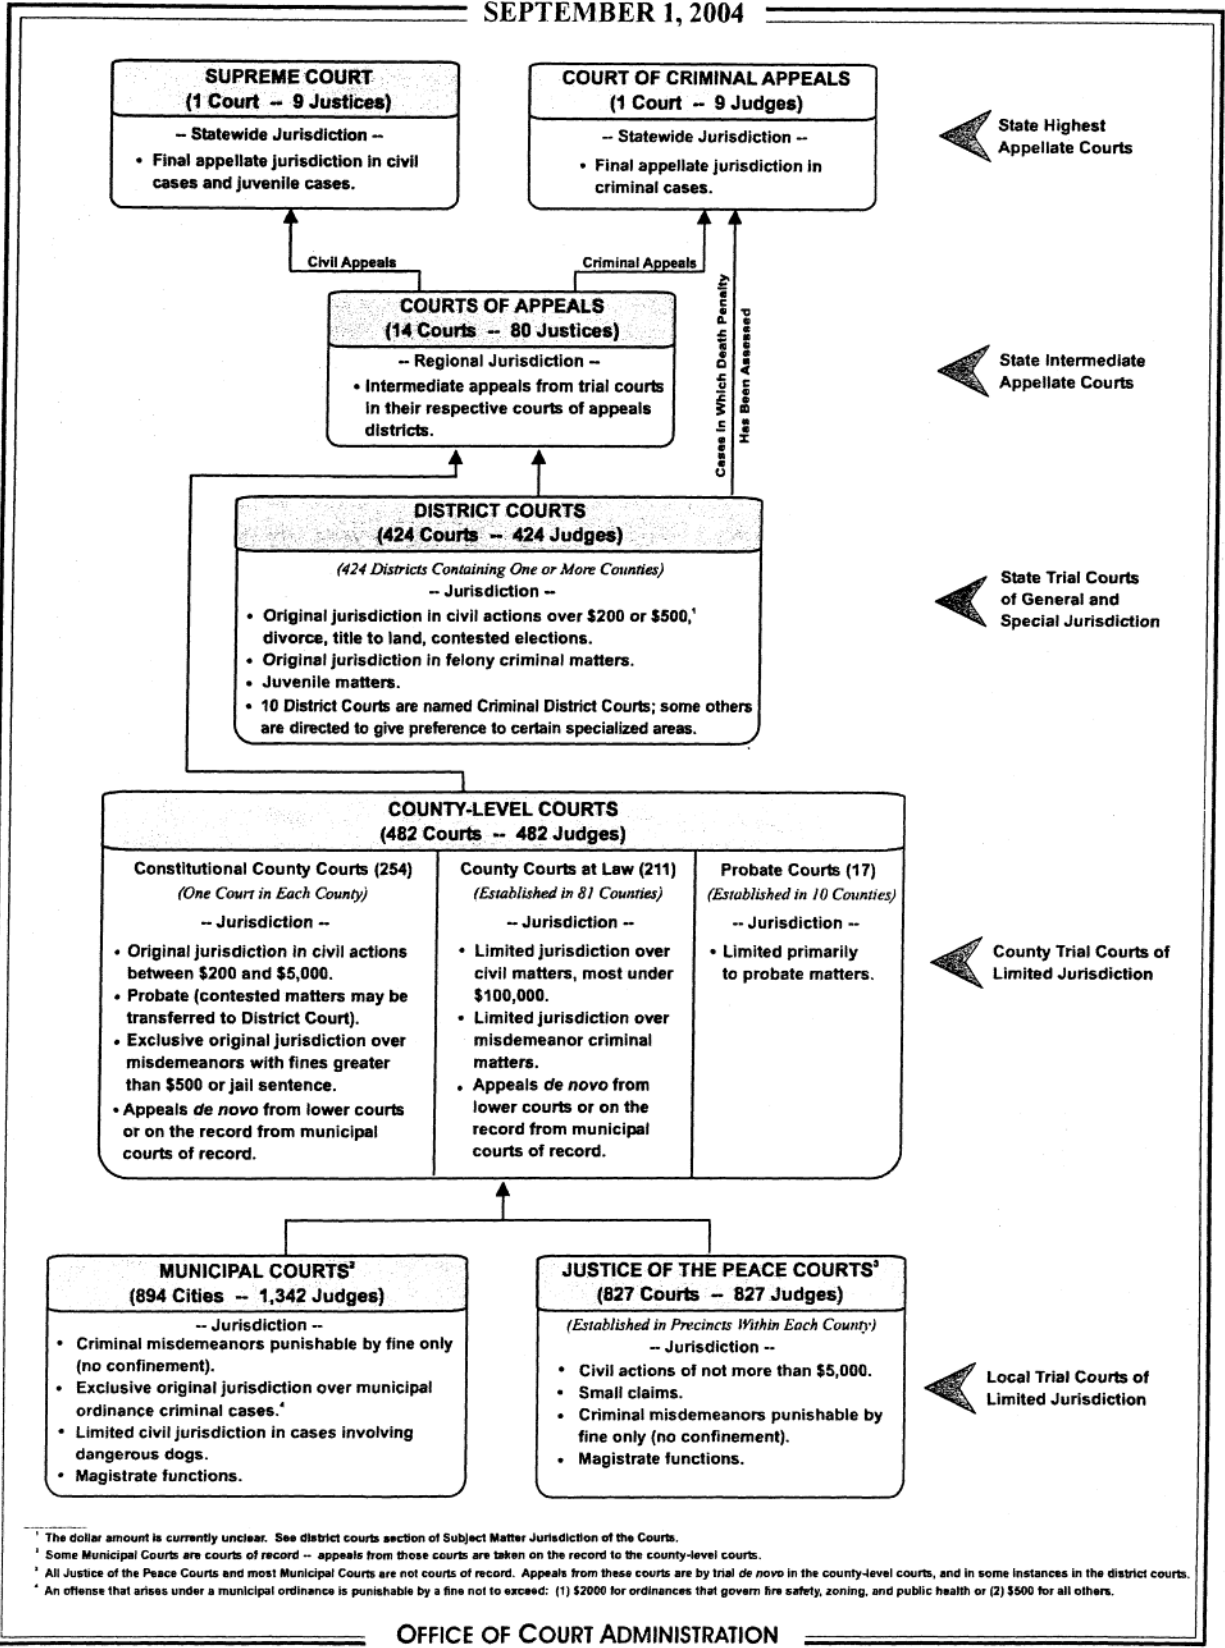 SEPTEMBER 1, 2004
SUPREME COURT
(1 Court -- 9 Justices)
-- Statewide Jurisdiction --
• Final appellate jurisdiction in civil
cases and juvenile cases.
COURT OF CRIMINAL APPEALS
(1 Court -- 9 Judges)
-- Statewide Jurisdiction --
• Final appellate jurisdiction in
criminal cases.
State Highest
Appellate Courts
Civil Appeals
Criminal Appeals
Cases in Which Death Penalty
Has Been Assessed
COURTS OF APPEALS
(14 Courts -- 80 Justices)
-- Regional Jurisdiction --
• Intermediate appeals from trial courts
in their respective courts of appeals
districts.
State Intermediate
Appellate Courts
DISTRICT COURTS
(424 Courts -- 424 Judges)
(424 Districts Containing One or More Counties)
-- Jurisdiction --
• Original jurisdiction in civil actions over $200 or $500,¹
divorce, title to land, contested elections.
• Original jurisdiction in felony criminal matters.
• Juvenile matters.
• 10 District Courts are named Criminal District Courts; some others
are directed to give preference to certain specialized areas.
State Trial Courts
of General and
Special Jurisdiction
COUNTY-LEVEL COURTS
(482 Courts -- 482 Judges)
Constitutional County Courts (254)
(One Court in Each County)
-- Jurisdiction --
• Original jurisdiction in civil actions
between $200 and $5,000.
• Probate (contested matters may be
transferred to District Court).
• Exclusive original jurisdiction over
misdemeanors with fines greater
than $500 or jail sentence.
• Appeals de novo from lower courts
or on the record from municipal
courts of record.
County Courts at Law (211)
(Established in 81 Counties)
-- Jurisdiction --
• Limited jurisdiction over
civil matters, most under
$100,000.
• Limited jurisdiction over
misdemeanor criminal
matters.
• Appeals de novo from
lower courts or on the
record from municipal
courts of record.
Probate Courts (17)
(Established in 10 Counties)
-- Jurisdiction --
• Limited primarily
to probate matters.
County Trial Courts of
Limited Jurisdiction
MUNICIPAL COURTS²
(894 Cities -- 1,342 Judges)
-- Jurisdiction --
• Criminal misdemeanors punishable by fine only
(no confinement).
• Exclusive original jurisdiction over municipal
ordinance criminal cases.⁴
• Limited civil jurisdiction in cases involving
dangerous dogs.
• Magistrate functions.
JUSTICE OF THE PEACE COURTS³
(827 Courts -- 827 Judges)
(Established in Precincts Within Each County)
-- Jurisdiction --
• Civil actions of not more than $5,000.
• Small claims.
• Criminal misdemeanors punishable by
fine only (no confinement).
• Magistrate functions.
Local Trial Courts of
Limited Jurisdiction
¹ The dollar amount is currently unclear. See district courts section of Subject Matter Jurisdiction of the Courts.
² Some Municipal Courts are courts of record -- appeals from those courts are taken on the record to the county-level courts.
³ All Justice of the Peace Courts and most Municipal Courts are not courts of record. Appeals from these courts are by trial de novo in the county-level courts, and in some instances in the district courts.
⁴ An offense that arises under a municipal ordinance is punishable by a fine not to exceed: (1) $2000 for ordinances that govern fire safety, zoning, and public health or (2) $500 for all others.
OFFICE OF COURT ADMINISTRATION